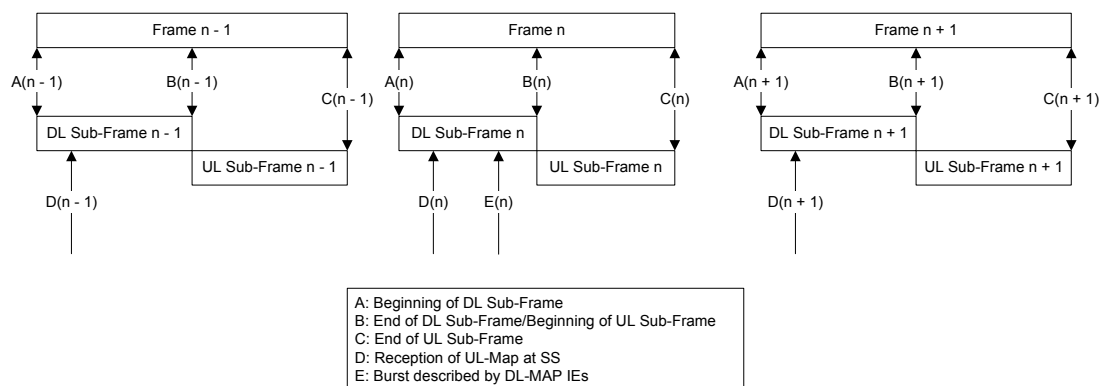 Frame n - 1
Frame n
Frame n + 1
A(n - 1)
B(n - 1)
C(n - 1)
A(n)
B(n)
C(n)
A(n + 1)
B(n + 1)
C(n + 1)
DL Sub-Frame n - 1
DL Sub-Frame n
DL Sub-Frame n + 1
UL Sub-Frame n - 1
UL Sub-Frame n
UL Sub-Frame n + 1
D(n - 1)
D(n)
E(n)
D(n + 1)
A: Beginning of DL Sub-Frame
B: End of DL Sub-Frame/Beginning of UL Sub-Frame
C: End of UL Sub-Frame
D: Reception of UL-Map at SS
E: Burst described by DL-MAP IEs